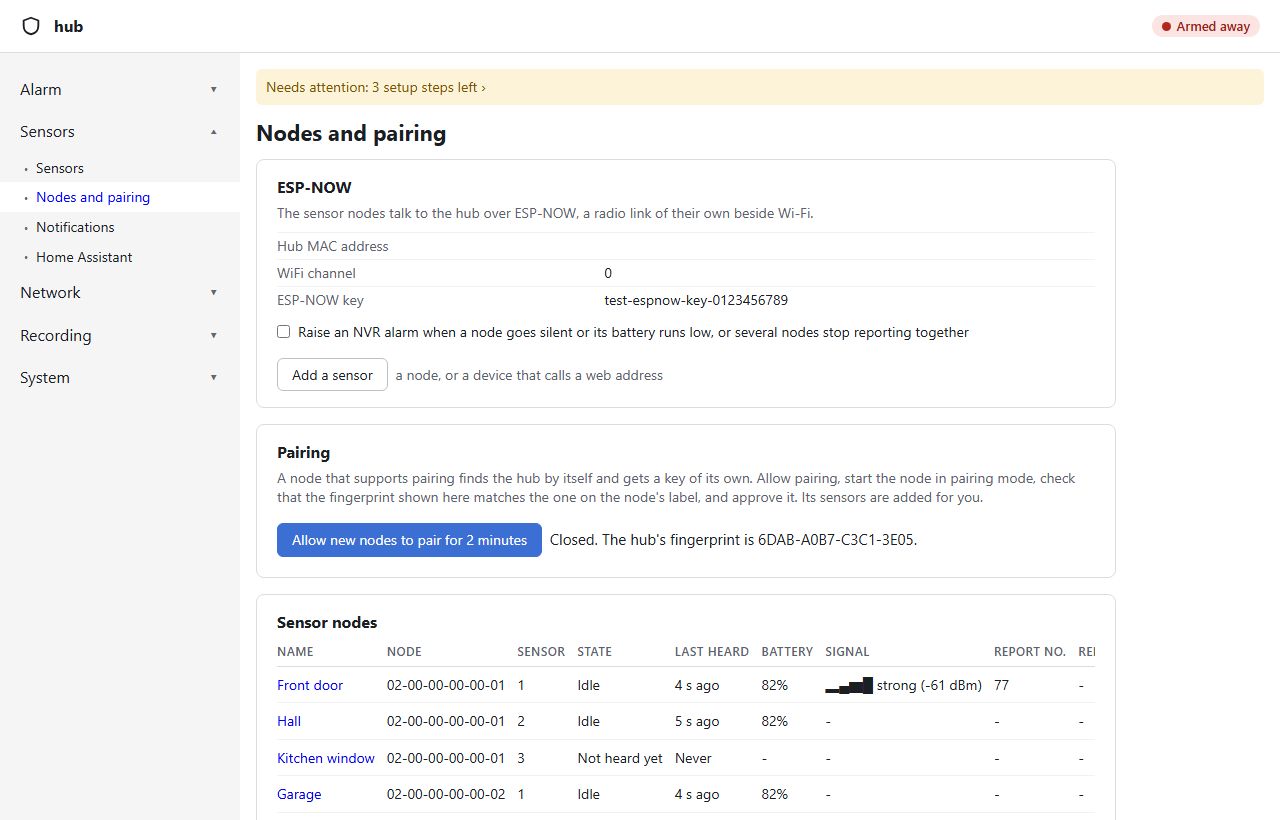 hub
Armed away
Alarm
Sensors
Sensors
Nodes and pairing
Notifications
Home Assistant
Network
Recording
System
Needs attention: 3 setup steps left ›
Nodes and pairing
ESP-NOW
The sensor nodes talk to the hub over ESP-NOW, a radio link of their own beside Wi-Fi.
Hub MAC address
WiFi channel 0
ESP-NOW key test-espnow-key-0123456789
Raise an NVR alarm when a node goes silent or its battery runs low, or several nodes stop reporting together
Add a sensor a node, or a device that calls a web address
Pairing
A node that supports pairing finds the hub by itself and gets a key of its own. Allow pairing, start the node in pairing mode, check
that the fingerprint shown here matches the one on the node's label, and approve it. Its sensors are added for you.
Allow new nodes to pair for 2 minutes Closed. The hub's fingerprint is 6DAB-A0B7-C3C1-3E05.
Sensor nodes
NAME NODE SENSOR STATE LAST HEARD BATTERY SIGNAL REPORT NO.
Front door 02-00-00-00-00-01 1 Idle 4 s ago 82% strong (-61 dBm) 77 -
Hall 02-00-00-00-00-01 2 Idle 5 s ago 82% - - -
Kitchen window 02-00-00-00-00-01 3 Not heard yet Never - - - -
Garage 02-00-00-00-00-02 1 Idle 4 s ago 82% - - -